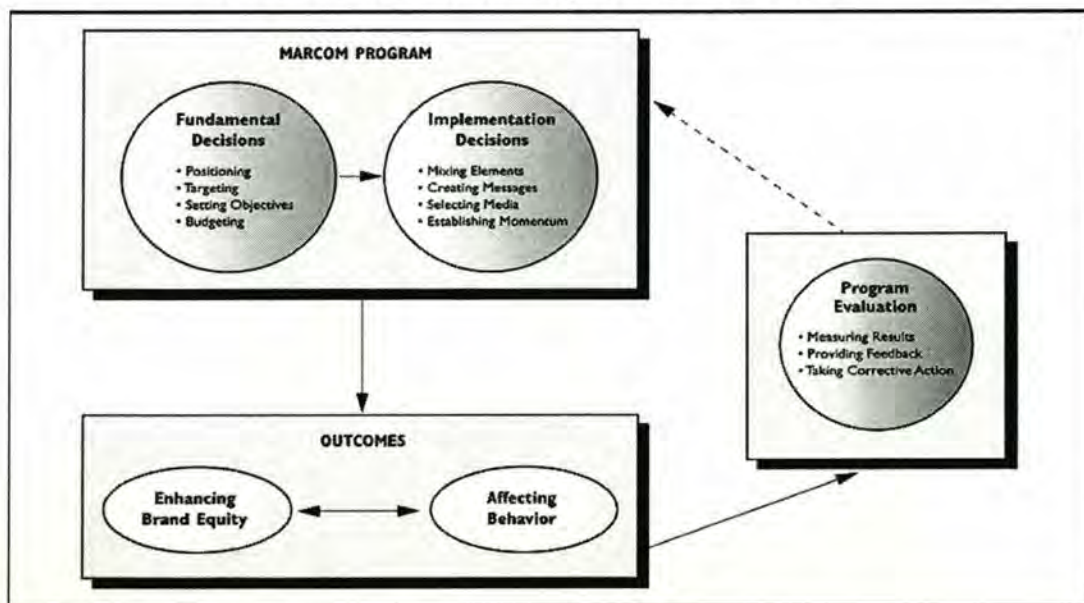 MARCOM PROGRAM
Fundamental
Decisions
• Positioning
• Targeting
• Setting Objectives
• Budgeting
Implementation
Decisions
• Mixing Elements
• Creating Messages
• Selecting Media
• Establishing Momentum
Program
Evaluation
• Measuring Results
• Providing Feedback
• Taking Corrective Action
OUTCOMES
Enhancing
Brand Equity
Affecting
Behavior